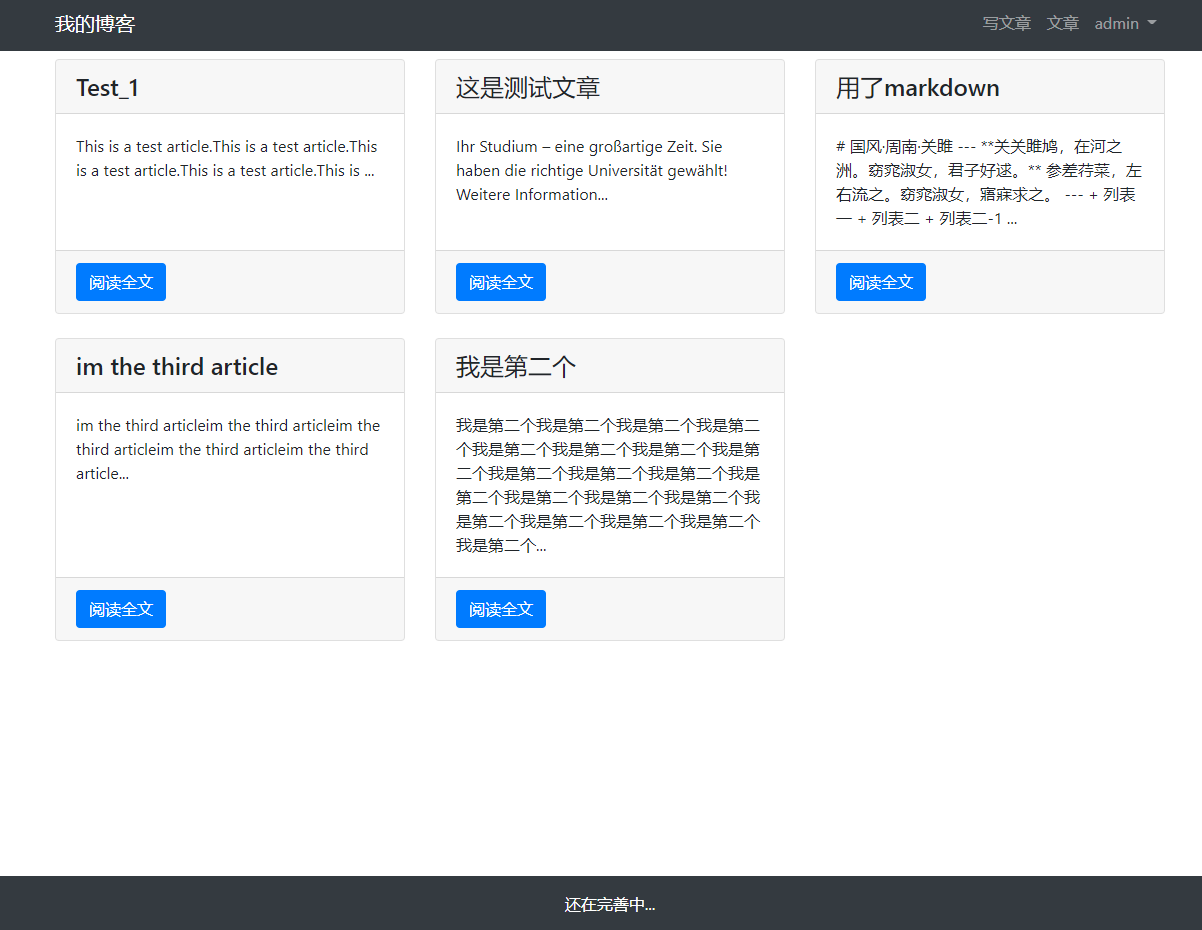 我的博客
写文章 文章 admin
Test_1
This is a test article.This is a test article.This
is a test article.This is a test article.This is ...
阅读全文
这是测试文章
Ihr Studium – eine großartige Zeit. Sie
haben die richtige Universität gewählt!
Weitere Information...
阅读全文
用了markdown
# 国风·周南·关雎 --- **关关雎鸠，在河之
洲。窈窕淑女，君子好逑。** 参差荇菜，左
右流之。窈窕淑女，寤寐求之。 --- + 列表
一 + 列表二 + 列表二-1 ...
阅读全文
im the third article
im the third articleim the third articleim the
third articleim the third articleim the third
article...
阅读全文
我是第二个
我是第二个我是第二个我是第二个我是第二
个我是第二个我是第二个我是第二个我是第
二个我是第二个我是第二个我是第二个我是
第二个我是第二个我是第二个我是第二个我
是第二个我是第二个我是第二个我是第二个
我是第二个...
阅读全文
还在完善中...